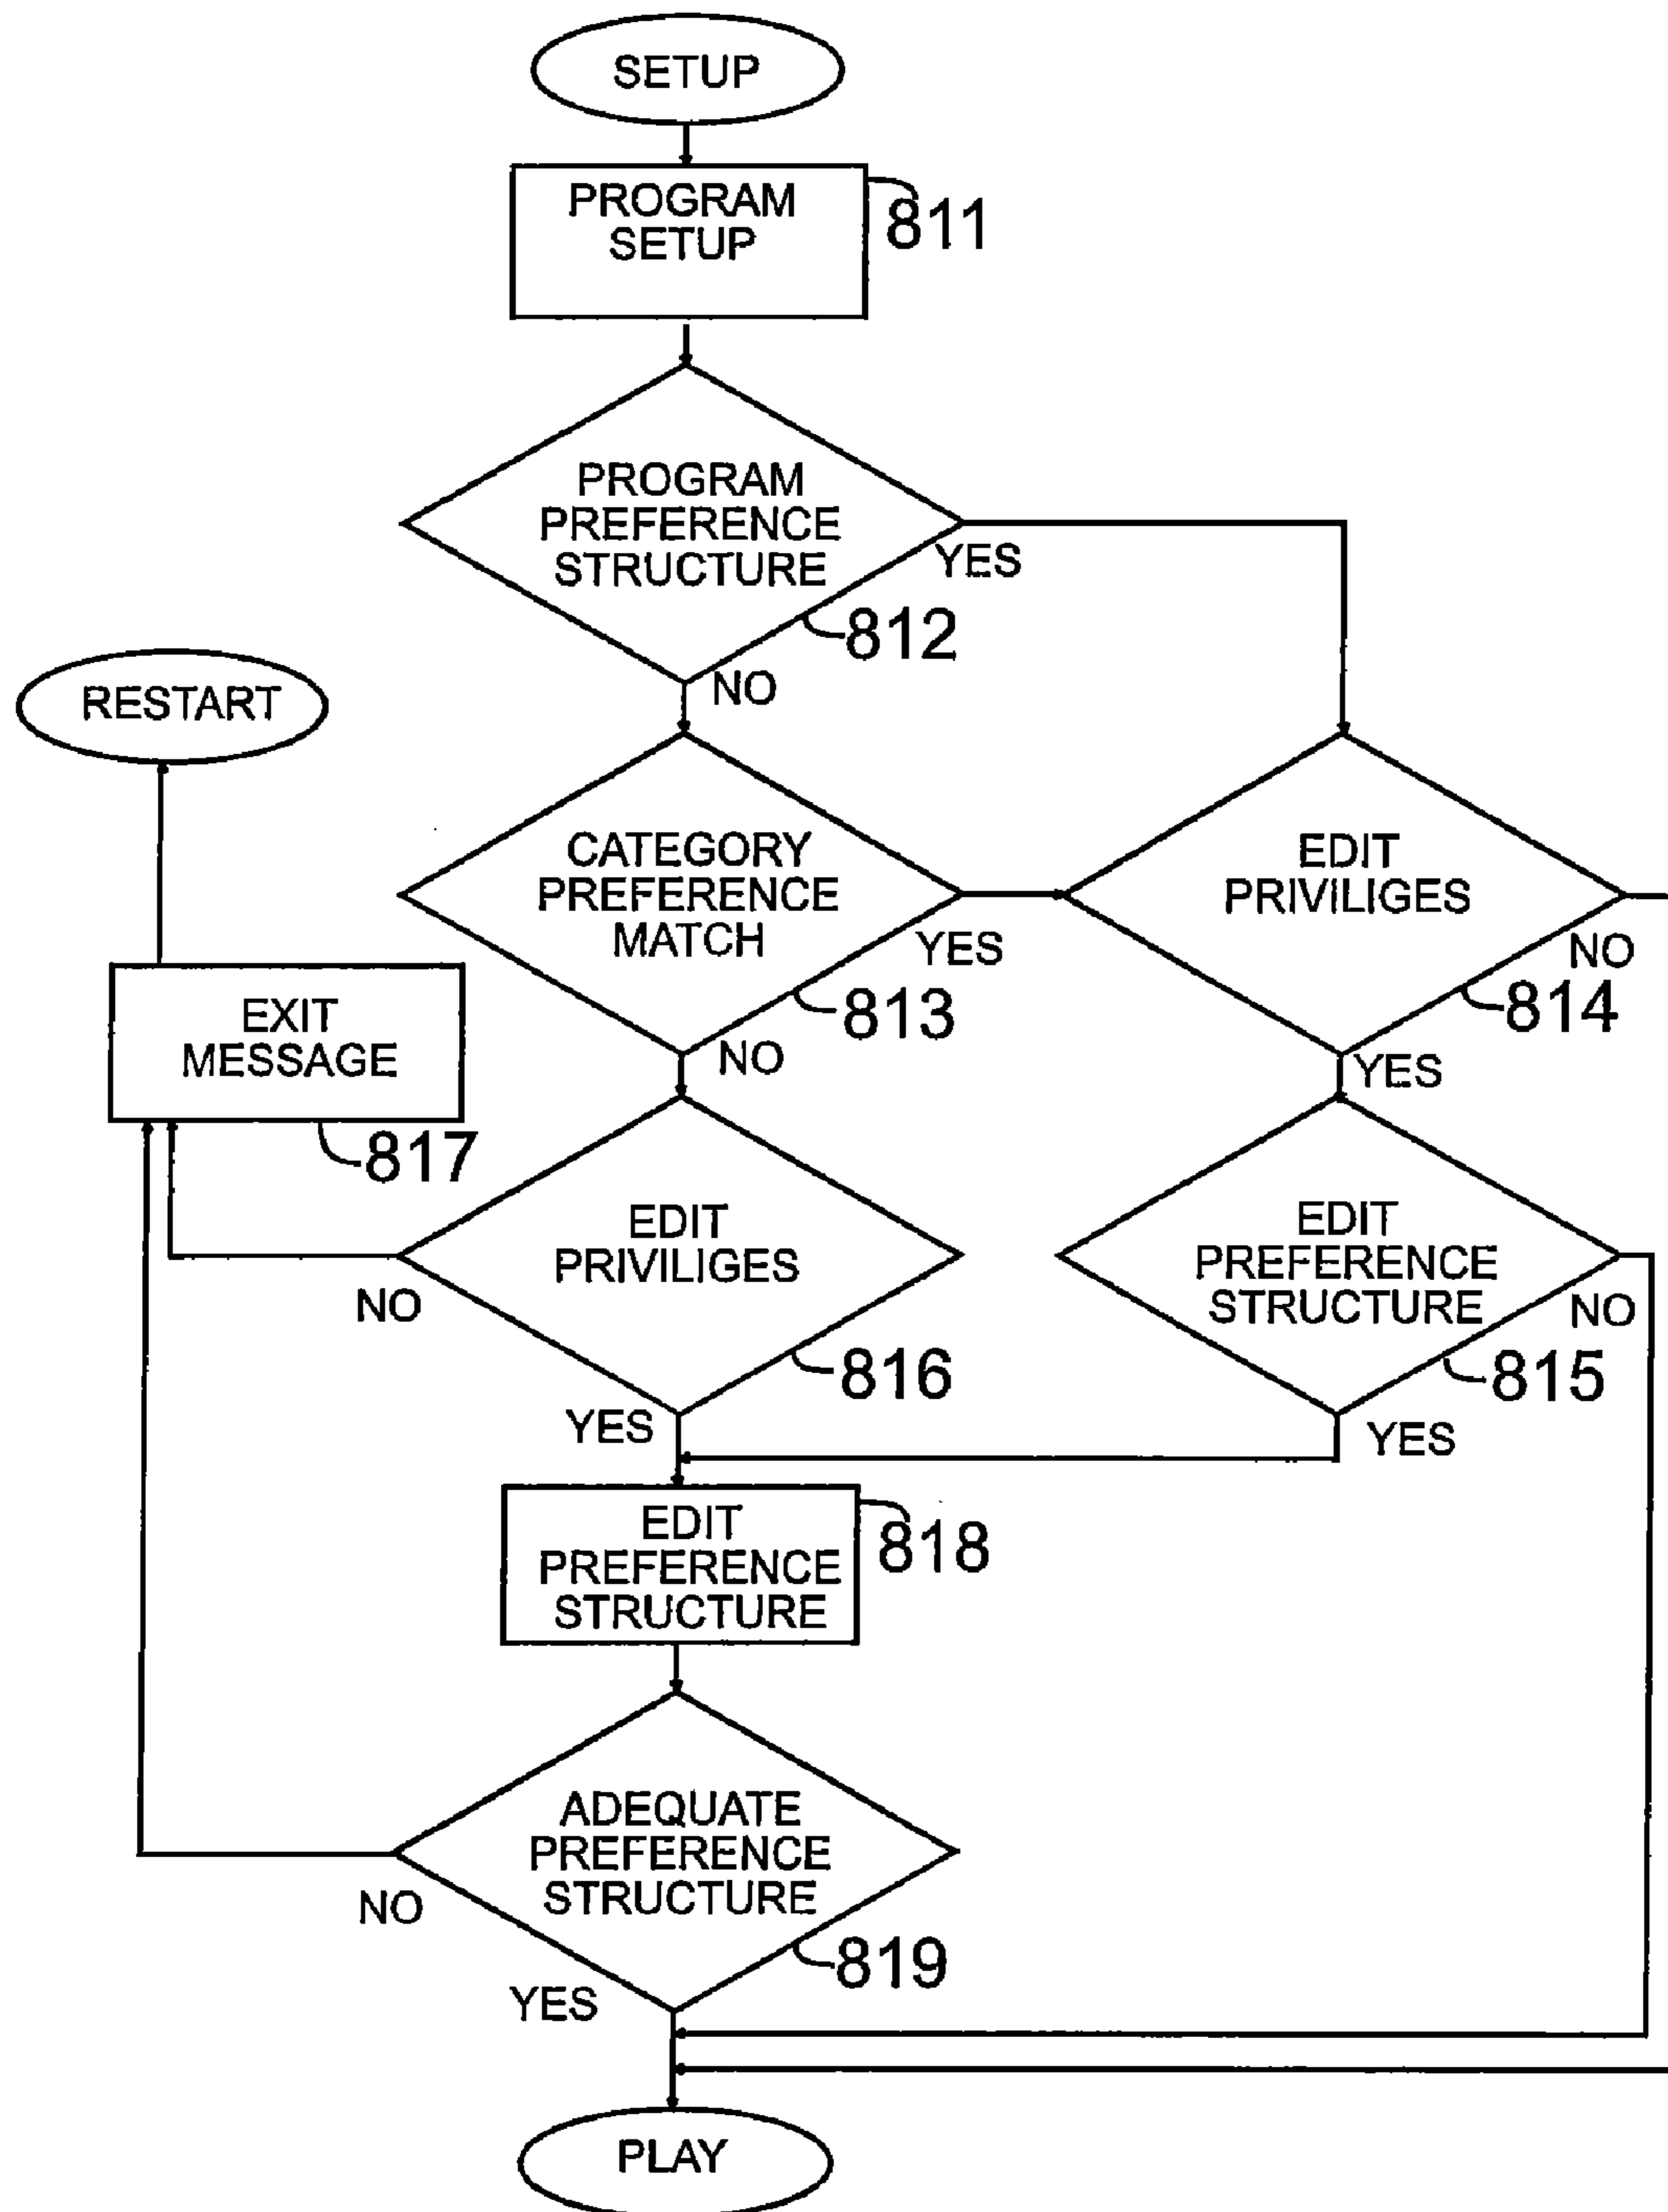 SETUP
PROGRAM
SETUP
811
PROGRAM
PREFERENCE
STRUCTURE
YES
812
NO
RESTART
CATEGORY
PREFERENCE
MATCH
YES
813
NO
EDIT
PRIVILIGES
NO
814
YES
EXIT
MESSAGE
817
EDIT
PRIVILIGES
NO
816
YES
EDIT
PREFERENCE
STRUCTURE
NO
815
YES
EDIT
PREFERENCE
STRUCTURE
818
ADEQUATE
PREFERENCE
STRUCTURE
NO
819
YES
PLAY